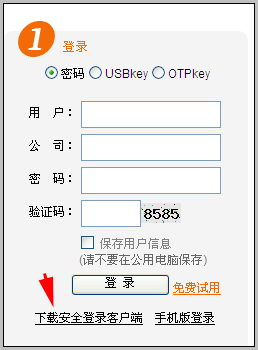 1 登录
密码 USBkey OTPkey
用 户：
公 司：
密 码：
验证码： 8585
保存用户信息
(请不要在公用电脑保存)
登 录 免费试用
下载安全登录客户端 手机版登录